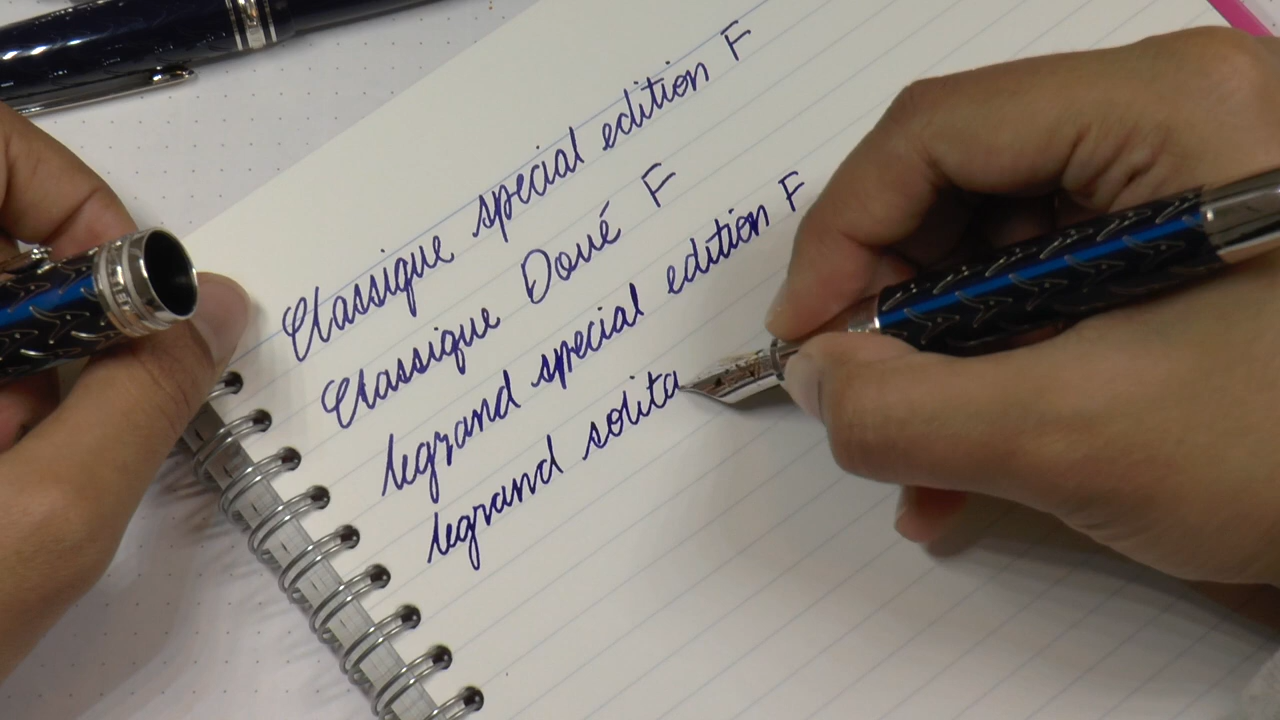 Classique special edition F
Classique Doué F
legrand special edition F
legrand solita